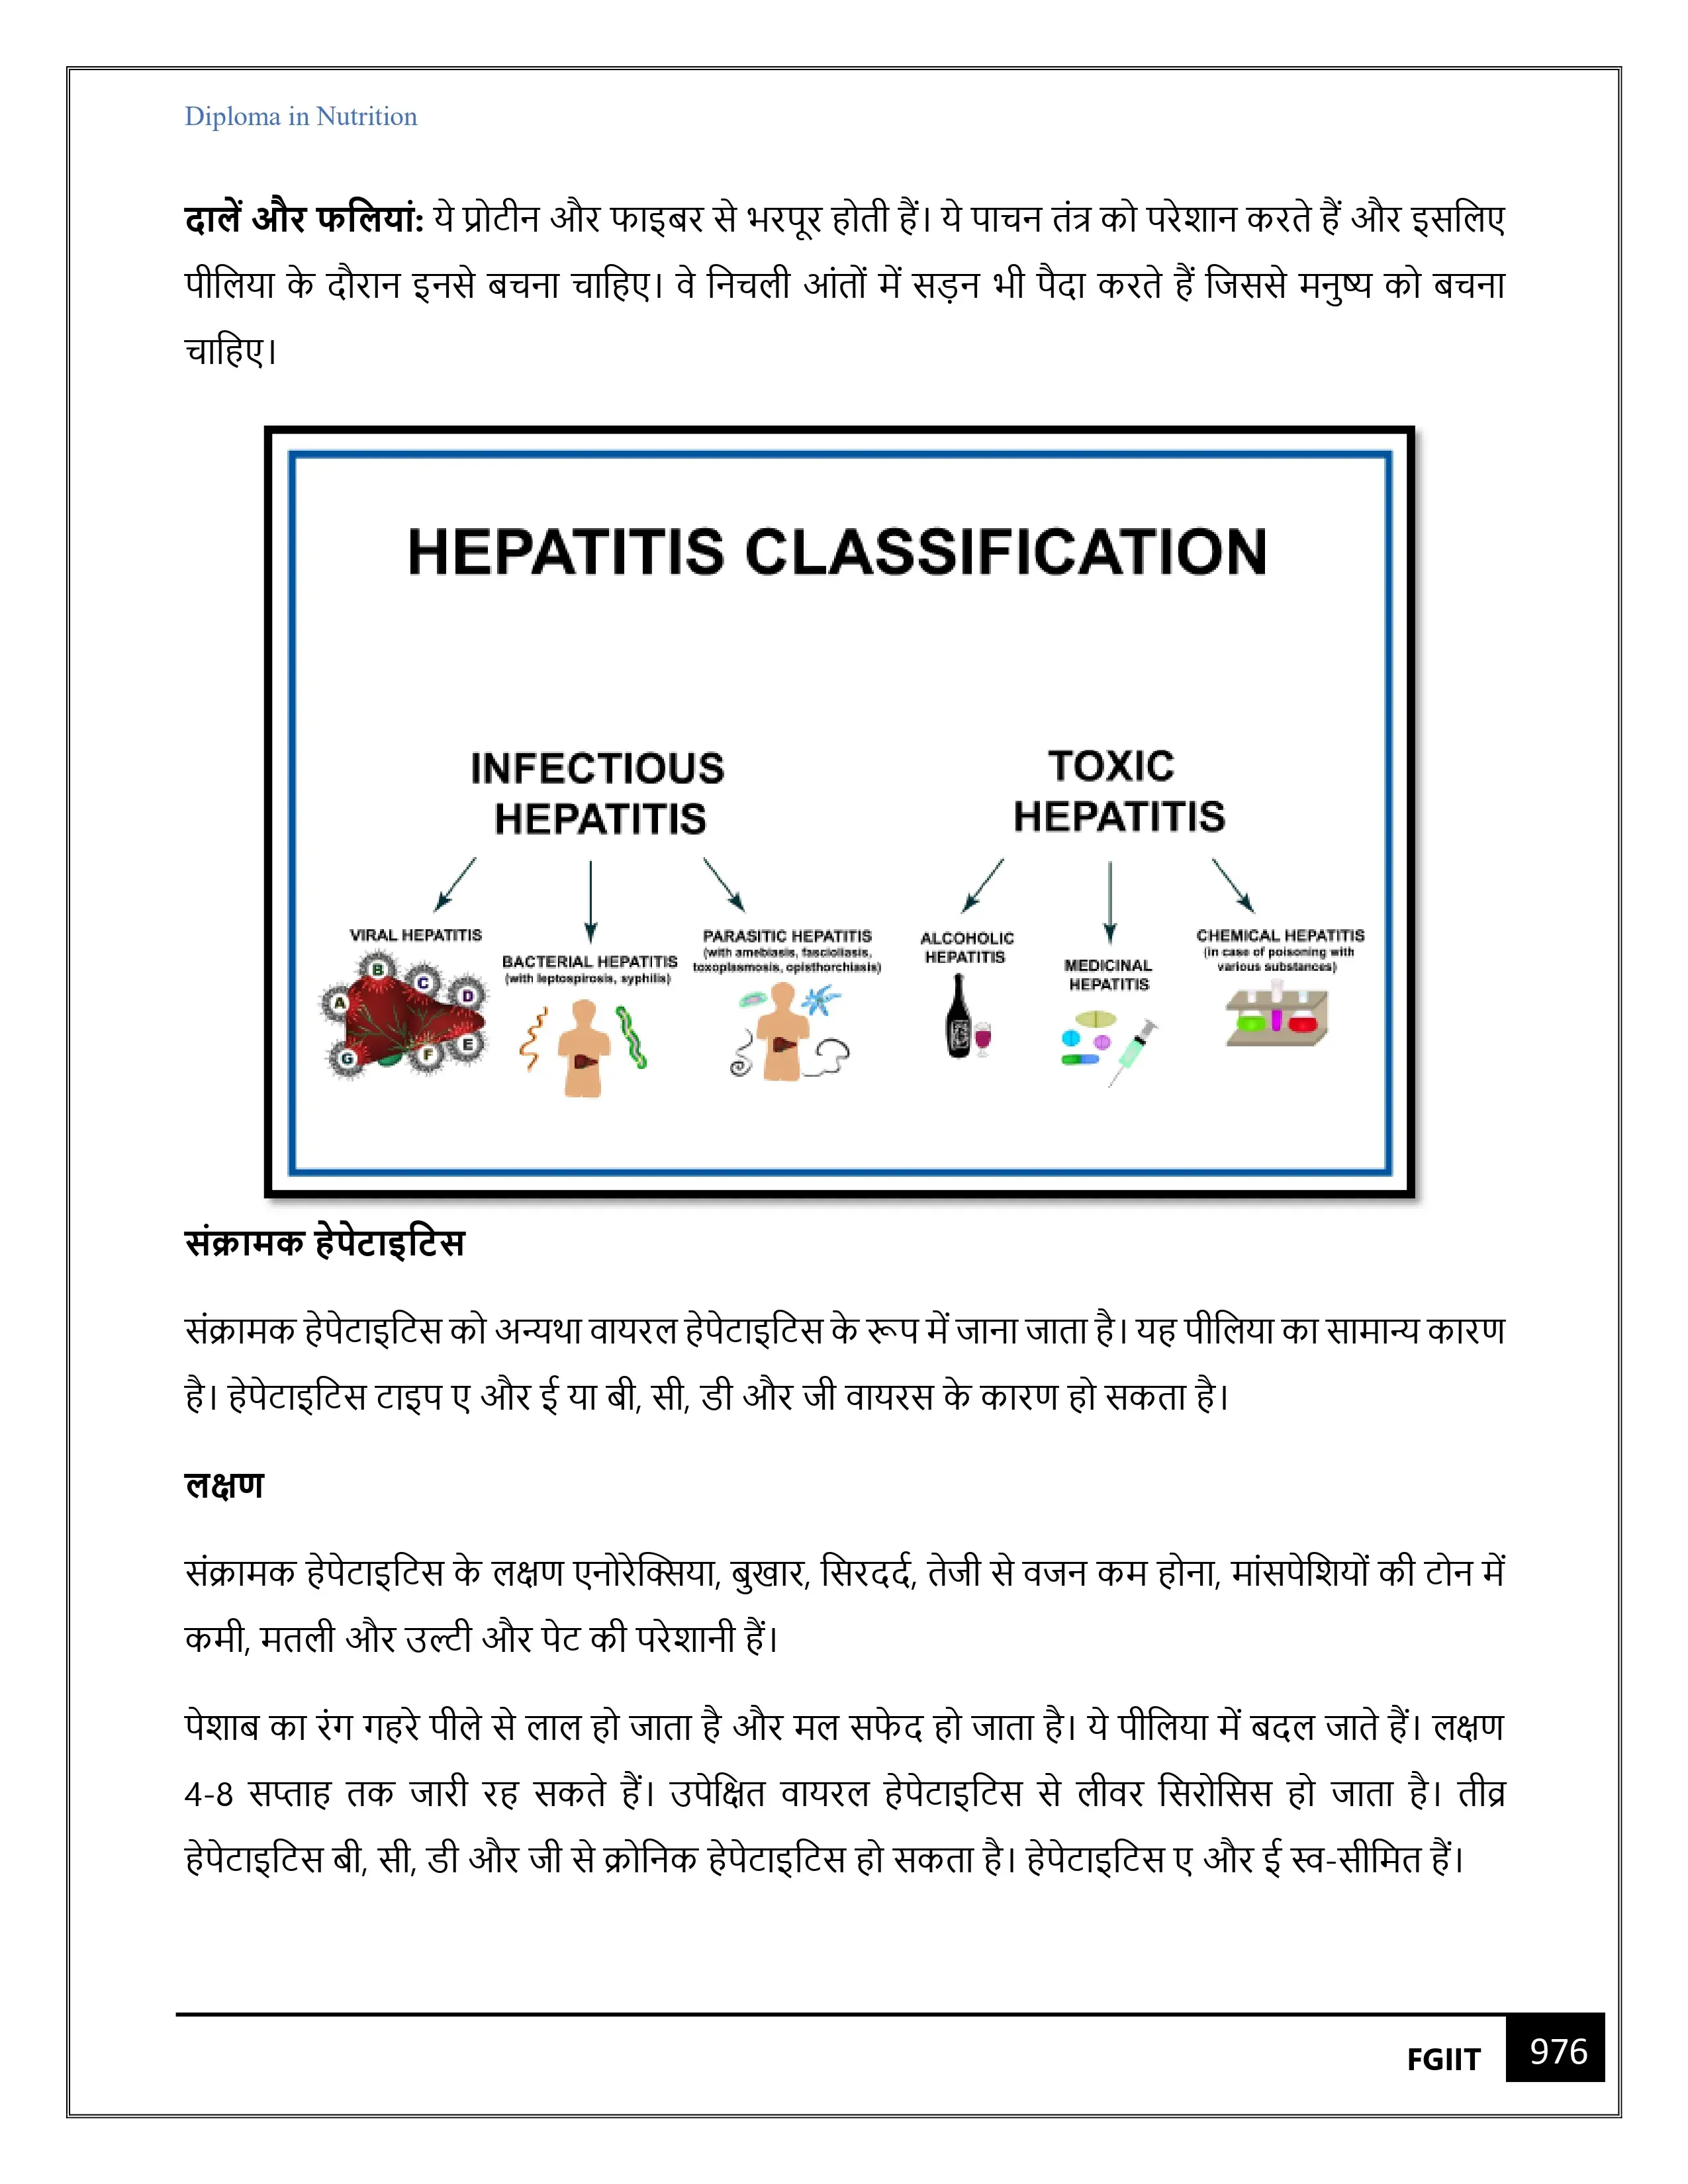 Diploma in Nutrition
दालें और फलियां: ये प्रोटीन और फाइबर से भरपूर होती हैं। ये पाचन तंत्र को परेशान करते हैं और इसलिए
पीलिया के दौरान इनसे बचना चाहिए। वे निचली आंतों में सड़न भी पैदा करते हैं जिससे मनुष्य को बचना
चाहिए।
HEPATITIS CLASSIFICATION
INFECTIOUS
HEPATITIS
VIRAL HEPATITIS
A
B
C
D
E
F
G
BACTERIAL HEPATITIS
(with leptospirosis, syphilis)
PARASITIC HEPATITIS
(with amebiasis, fascioliasis,
toxoplasmosis, opisthorchiasis)
TOXIC
HEPATITIS
ALCOHOLIC
HEPATITIS
MEDICINAL
HEPATITIS
CHEMICAL HEPATITIS
(in case of poisoning with
various substances)
संक्रामक हेपेटाइटिस
संक्रामक हेपेटाइटिस को अन्यथा वायरल हेपेटाइटिस के रूप में जाना जाता है। यह पीलिया का सामान्य कारण
है। हेपेटाइटिस टाइप ए और ई या बी, सी, डी और जी वायरस के कारण हो सकता है।
लक्षण
संक्रामक हेपेटाइटिस के लक्षण एनोरेक्सिया, बुखार, सिरदर्द, तेजी से वजन कम होना, मांसपेशियों की टोन में
कमी, मतली और उल्टी और पेट की परेशानी हैं।
पेशाब का रंग गहरे पीले से लाल हो जाता है और मल सफेद हो जाता है। ये पीलिया में बदल जाते हैं। लक्षण
4-8 सप्ताह तक जारी रह सकते हैं। उपेक्षित वायरल हेपेटाइटिस से लीवर सिरोसिस हो जाता है। तीव्र
हेपेटाइटिस बी, सी, डी और जी से क्रोनिक हेपेटाइटिस हो सकता है। हेपेटाइटिस ए और ई स्व-सीमित हैं।
FGIIT 976